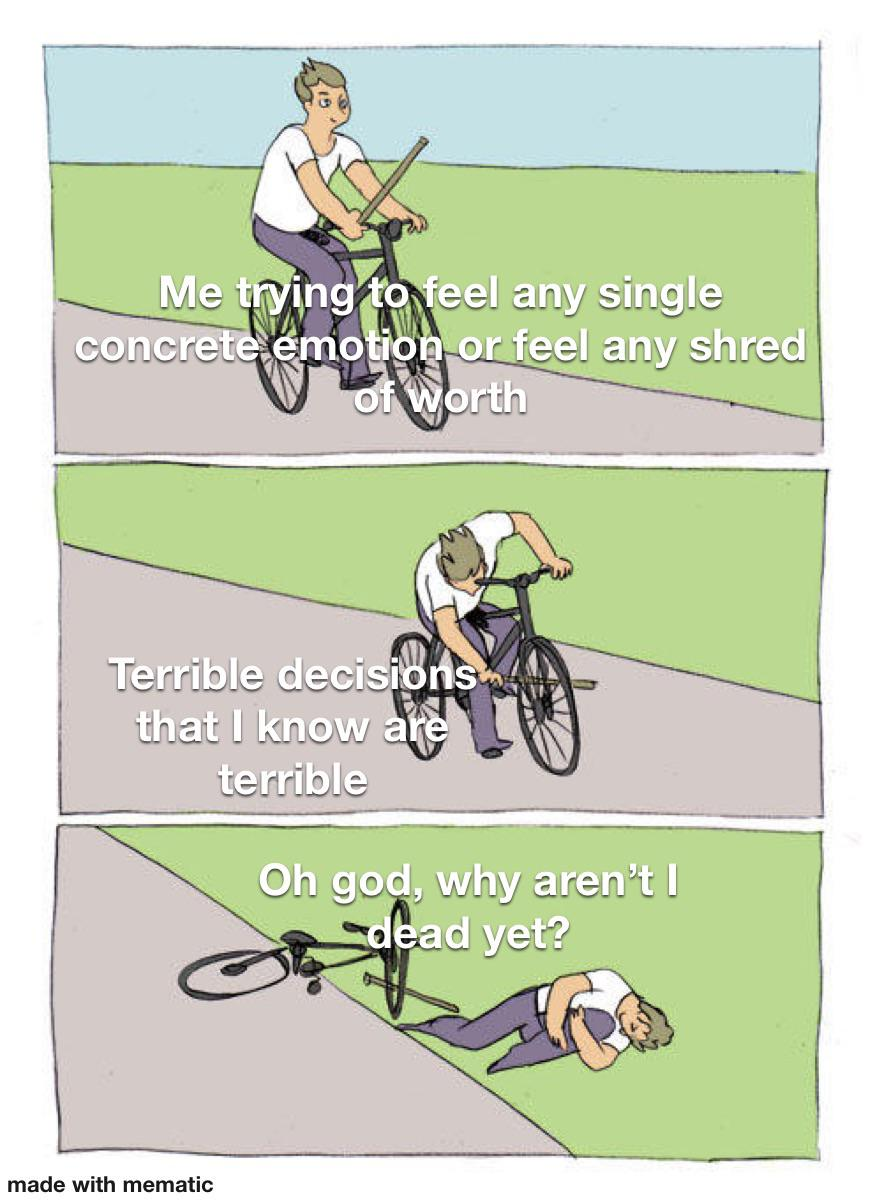 Me trying to feel any single
concrete emotion or feel any shred
of worth
Terrible decisions
that I know are
terrible
Oh god, why aren’t I
dead yet?
made with mematic